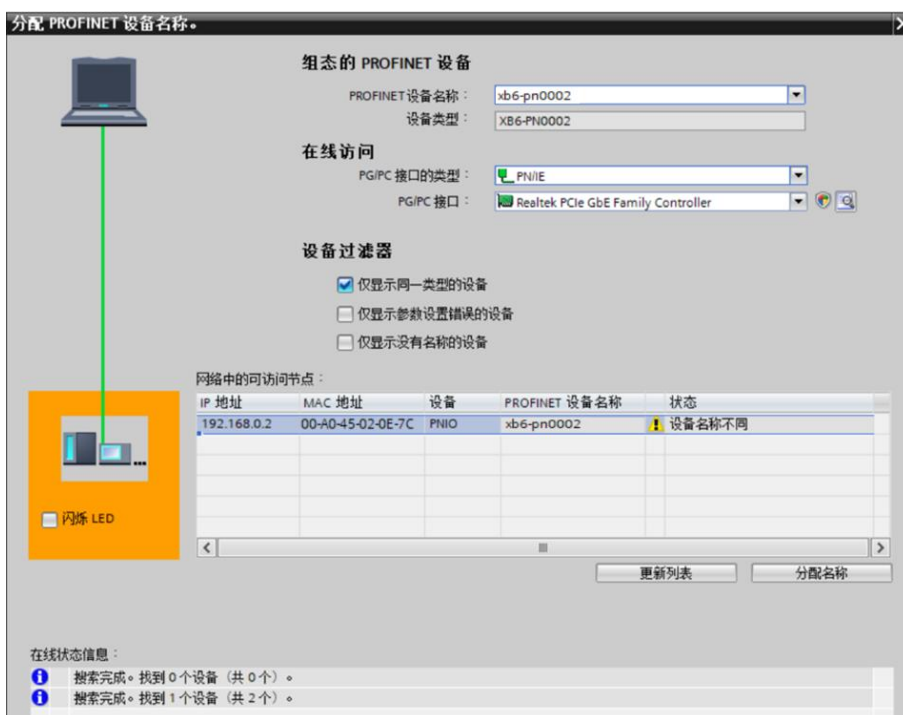 分配 PROFINET 设备名称。
组态的 PROFINET 设备
PROFINET设备名称：
xb6-pn0002
设备类型：
XB6-PN0002
在线访问
PG/PC 接口的类型：
PN/IE
PG/PC 接口：
Realtek PCIe GbE Family Controller
设备过滤器
仅显示同一类型的设备
仅显示参数设置错误的设备
仅显示没有名称的设备
网络中的可访问节点：
IP 地址 MAC 地址 设备 PROFINET 设备名称 状态
192.168.0.2 00-A0-45-02-0E-7C PNIO xb6-pn0002 设备名称不同
闪烁 LED
更新列表 分配名称
在线状态信息：
搜索完成。找到 0 个设备（共 0 个）。
搜索完成。找到 1 个设备（共 2 个）。